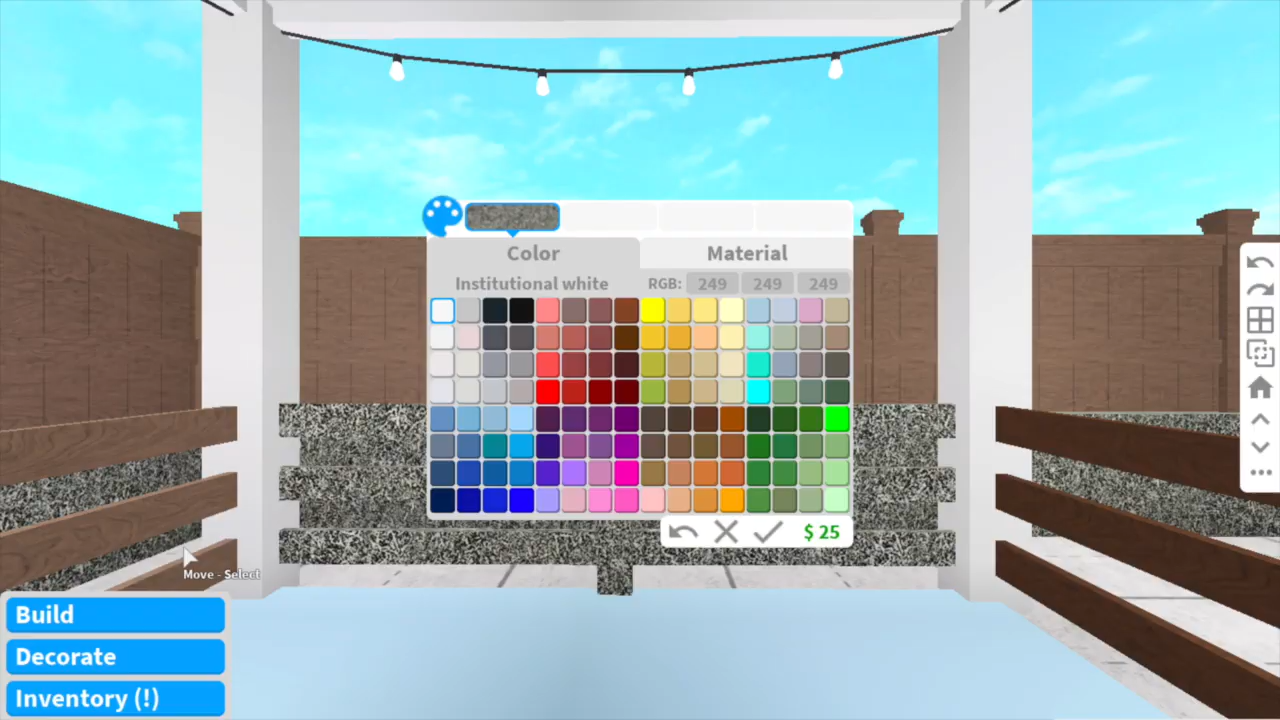 Color
Material
Institutional white
RGB: 249 249 249
$ 25
Move - Select
Build
Decorate
Inventory (!)